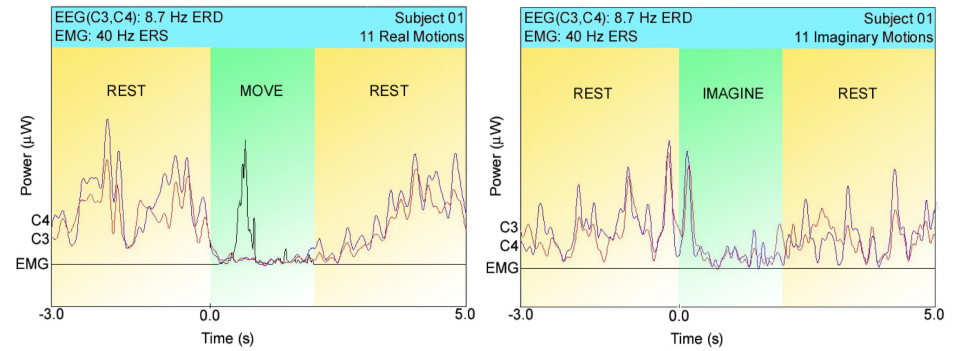 EEG(C3,C4): 8.7 Hz ERD Subject 01
EMG: 40 Hz ERS 11 Real Motions
REST MOVE REST
Power (µW)
C4
C3
EMG
-3.0 0.0 5.0
Time (s)
EEG(C3,C4): 8.7 Hz ERD Subject 01
EMG: 40 Hz ERS 11 Imaginary Motions
REST IMAGINE REST
Power (µW)
C3
C4
EMG
-3.0 0.0 5.0
Time (s)